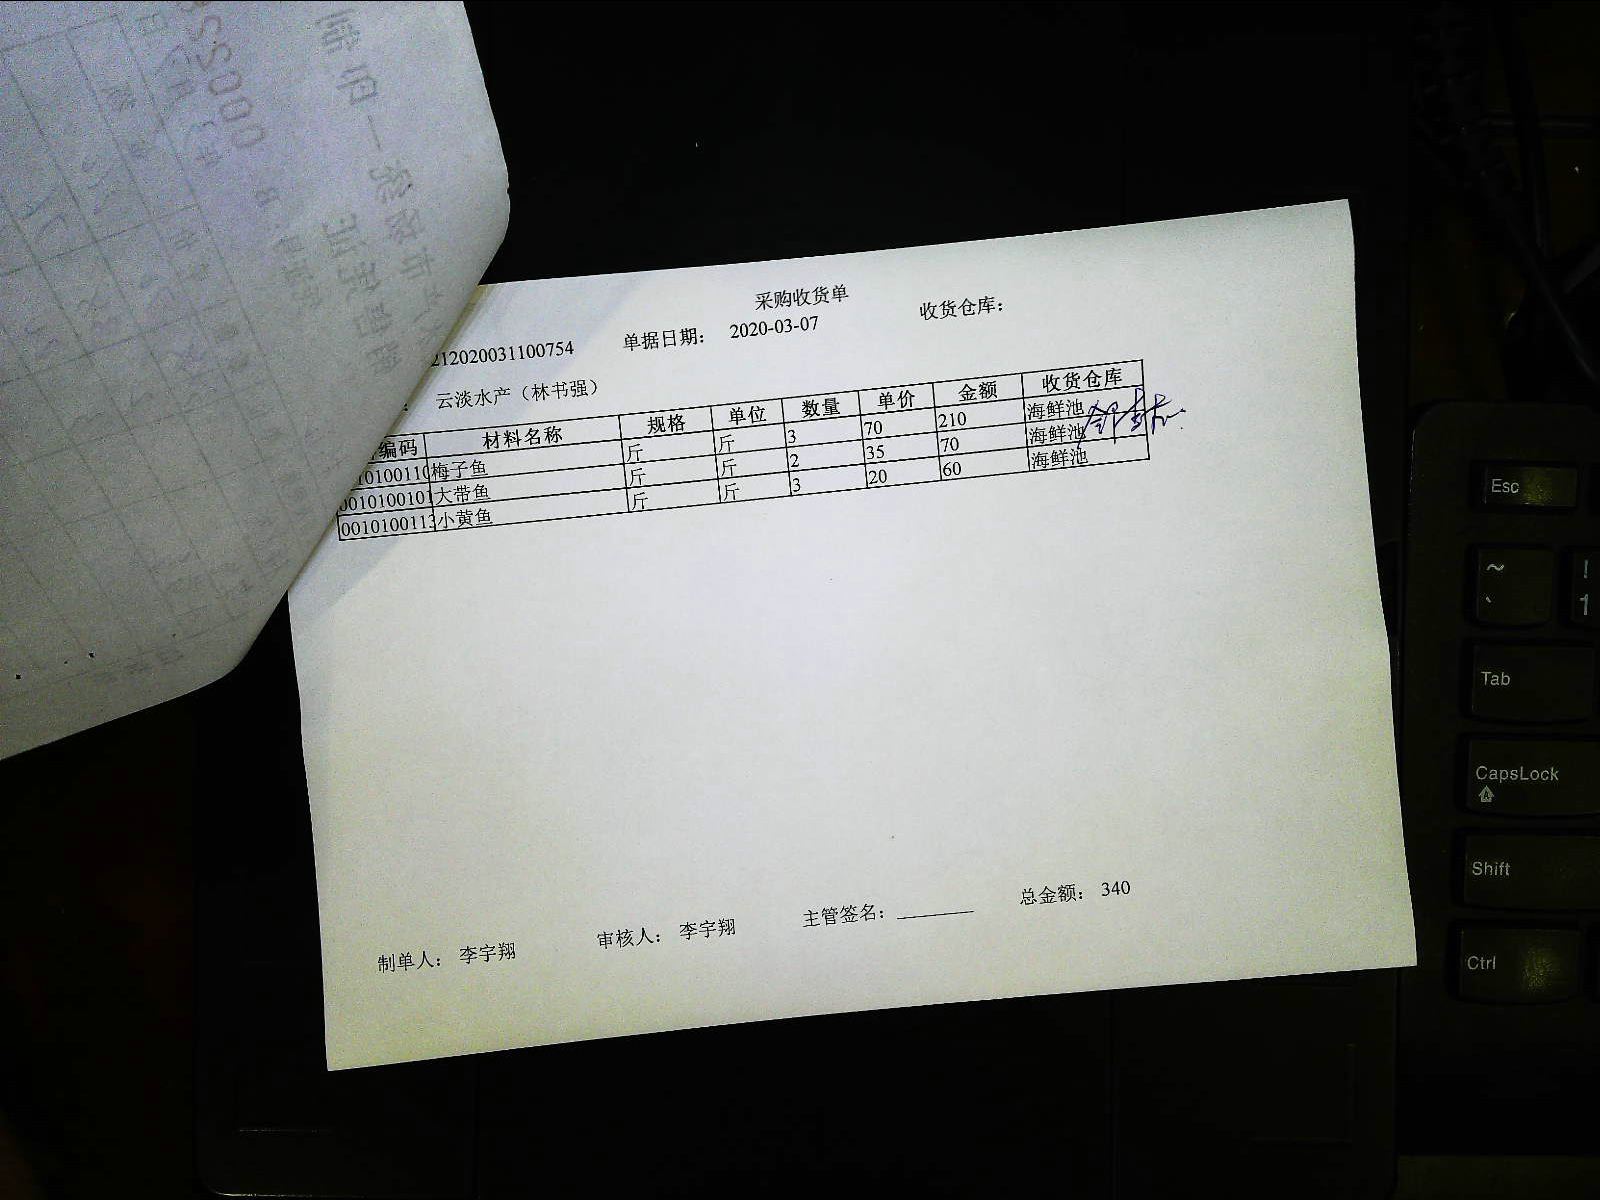 采购收货单
212020031100754 单据日期： 2020-03-07 收货仓库：
云淡水产（林书强）
编码 材料名称 规格 单位 数量 单价 金额 收货仓库
010100110 梅子鱼 斤 斤 3 70 210 海鲜池
0010100101 大带鱼 斤 斤 2 35 70 海鲜池
0010100113 小黄鱼 斤 斤 3 20 60 海鲜池
制单人： 李宇翔 审核人： 李宇翔 主管签名： 总金额： 340
Esc
~ !
` 1
Tab
CapsLock
Shift
Ctrl